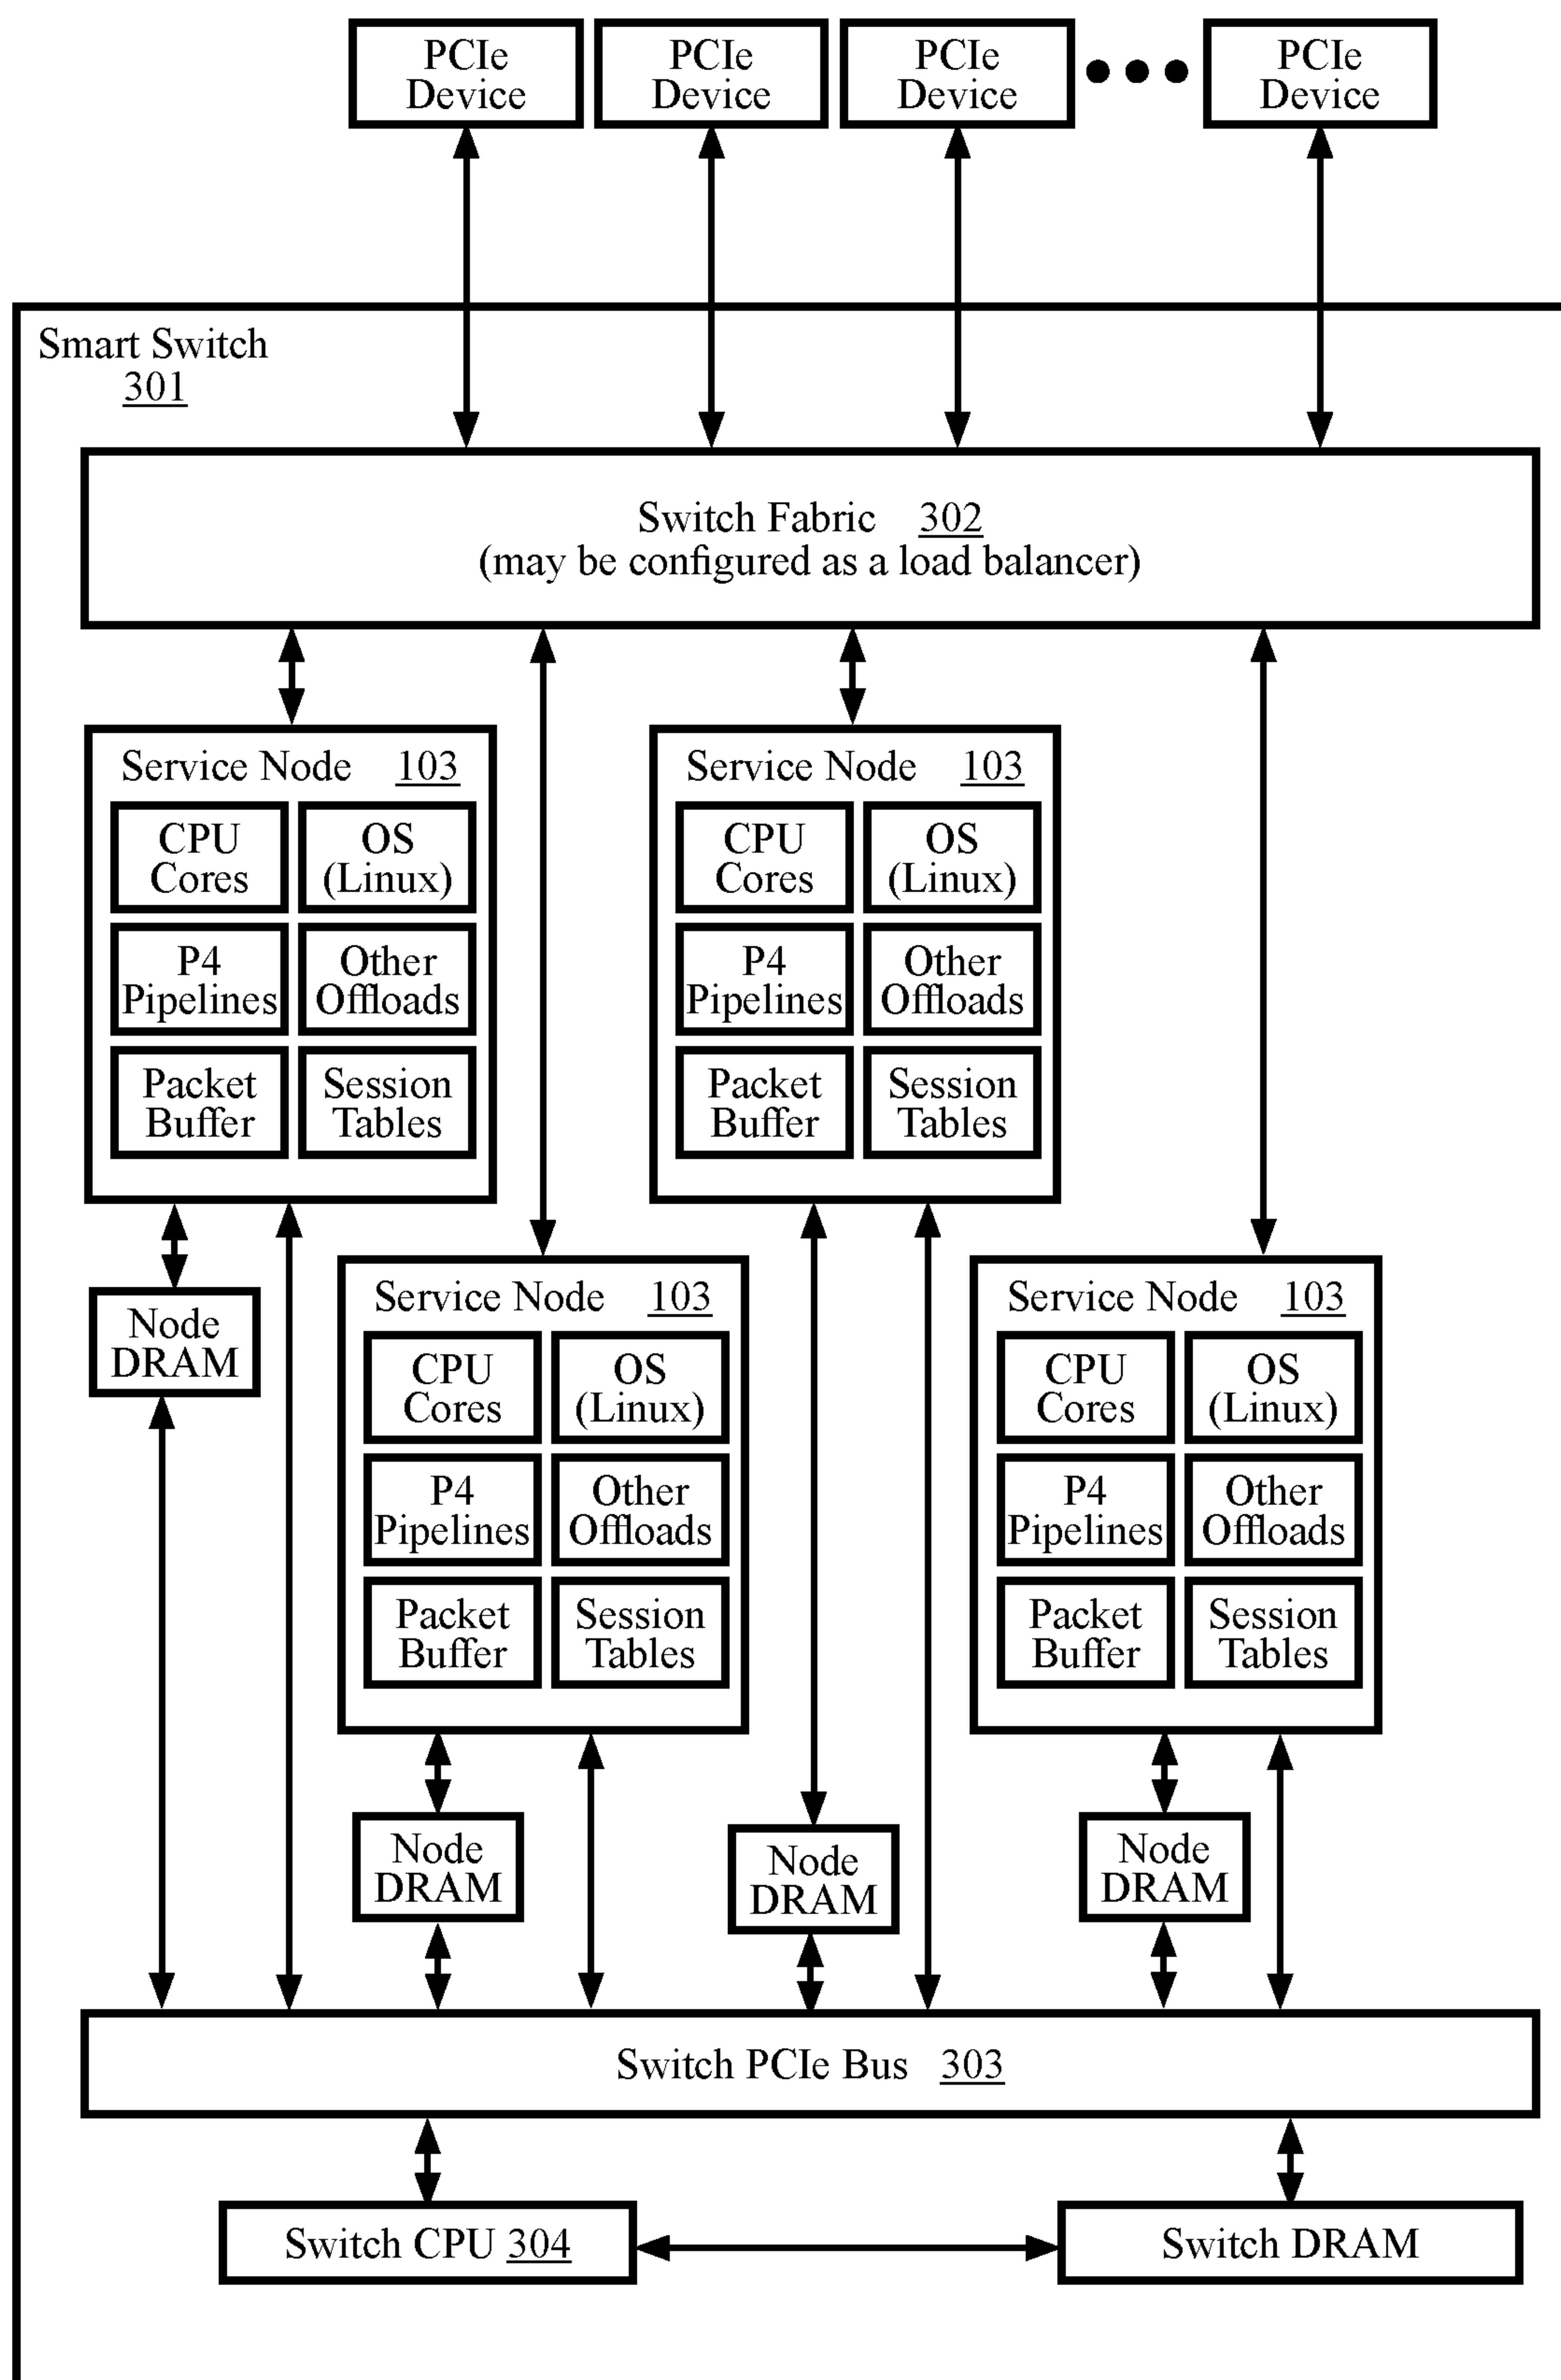 PCIe
Device
PCIe
Device
PCIe
Device
PCIe
Device
Smart Switch
301
Switch Fabric 302
(may be configured as a load balancer)
Service Node 103
CPU
Cores
OS
(Linux)
P4
Pipelines
Other
Offloads
Packet
Buffer
Session
Tables
Service Node 103
CPU
Cores
OS
(Linux)
P4
Pipelines
Other
Offloads
Packet
Buffer
Session
Tables
Node
DRAM
Service Node 103
CPU
Cores
OS
(Linux)
P4
Pipelines
Other
Offloads
Packet
Buffer
Session
Tables
Service Node 103
CPU
Cores
OS
(Linux)
P4
Pipelines
Other
Offloads
Packet
Buffer
Session
Tables
Node
DRAM
Node
DRAM
Node
DRAM
Switch PCIe Bus 303
Switch CPU 304
Switch DRAM